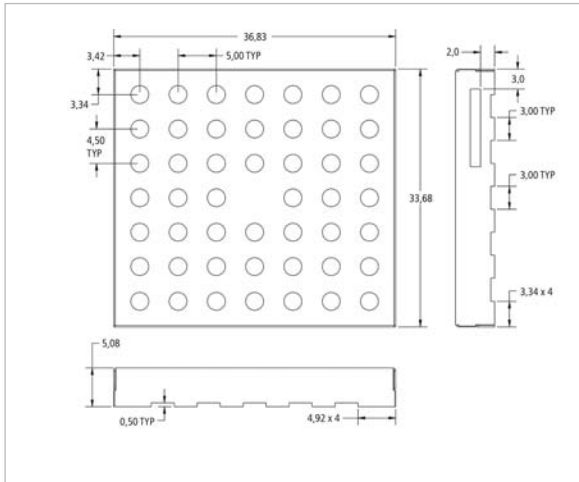 36,83
3,42
5,00 TYP
2,0
3,0
3,34
4,50
TYP
3,00 TYP
3,00 TYP
33,68
3,34 x 4
5,08
0,50 TYP
4,92 x 4